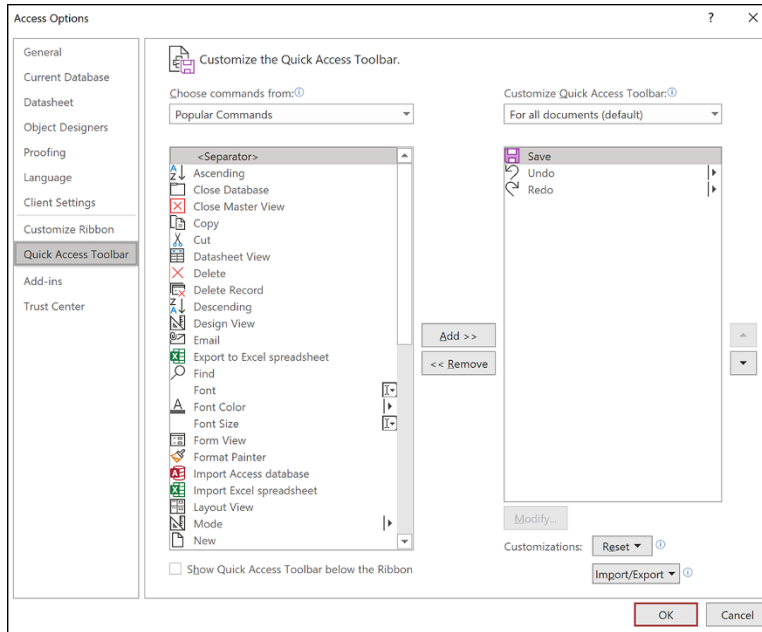 Access Options
?
General
Current Database
Datasheet
Object Designers
Proofing
Language
Client Settings
Customize Ribbon
Quick Access Toolbar
Add-ins
Trust Center
Customize the Quick Access Toolbar.
Choose commands from:
Popular Commands
<Separator>
Ascending
Close Database
Close Master View
Copy
Cut
Datasheet View
Delete
Delete Record
Descending
Design View
Email
Export to Excel spreadsheet
Find
Font
Font Color
Font Size
Form View
Format Painter
Import Access database
Import Excel spreadsheet
Layout View
Mode
New
Show Quick Access Toolbar below the Ribbon
Add >>
<< Remove
Customize Quick Access Toolbar:
For all documents (default)
Save
Undo
Redo
Modify...
Customizations:
Reset
Import/Export
OK
Cancel